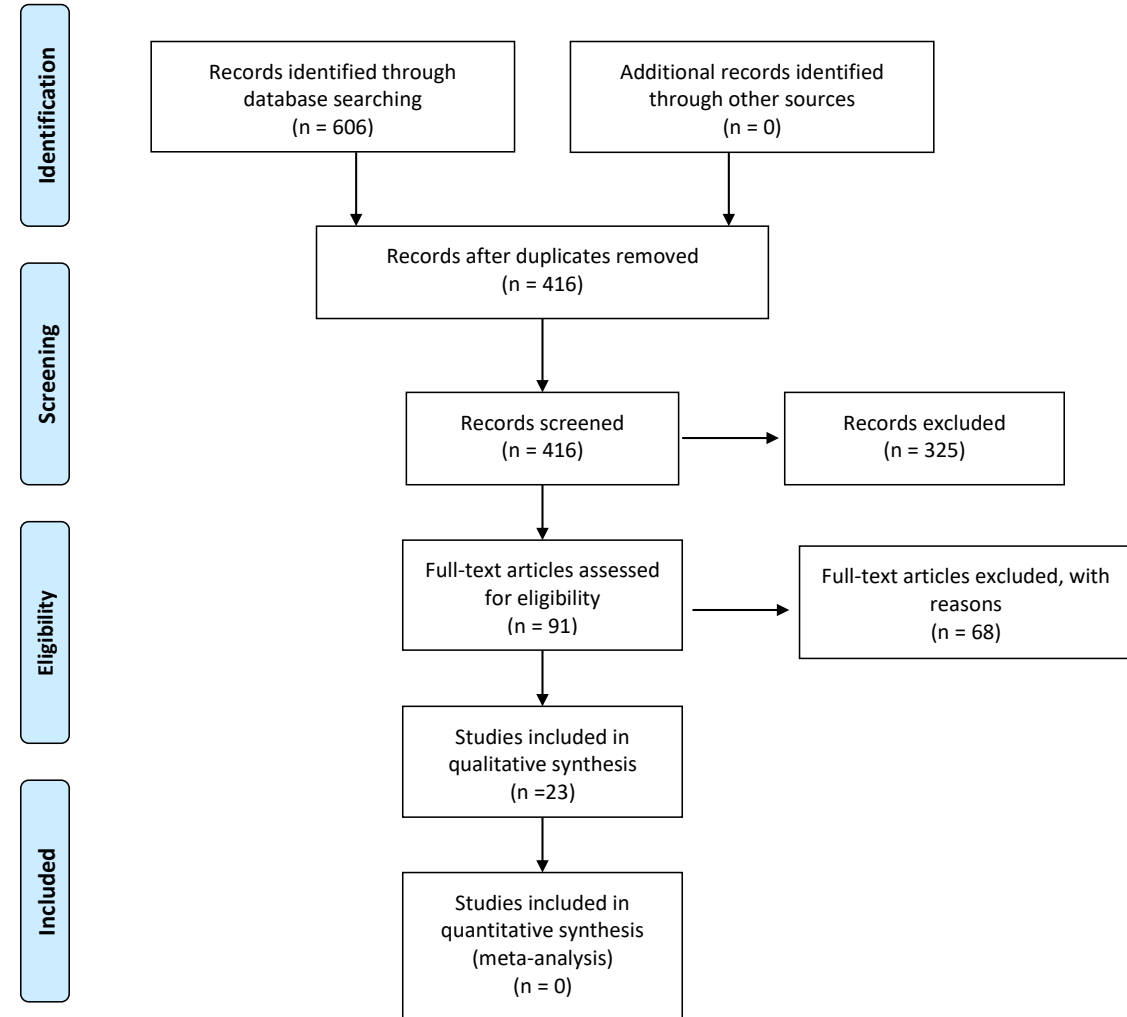 Identification
Records identified through
database searching
(n = 606)
Additional records identified
through other sources
(n = 0)
Records after duplicates removed
(n = 416)
Screening
Records screened
(n = 416)
Records excluded
(n = 325)
Eligibility
Full-text articles assessed
for eligibility
(n = 91)
Full-text articles excluded, with
reasons
(n = 68)
Studies included in
qualitative synthesis
(n =23)
Included
Studies included in
quantitative synthesis
(meta-analysis)
(n = 0)